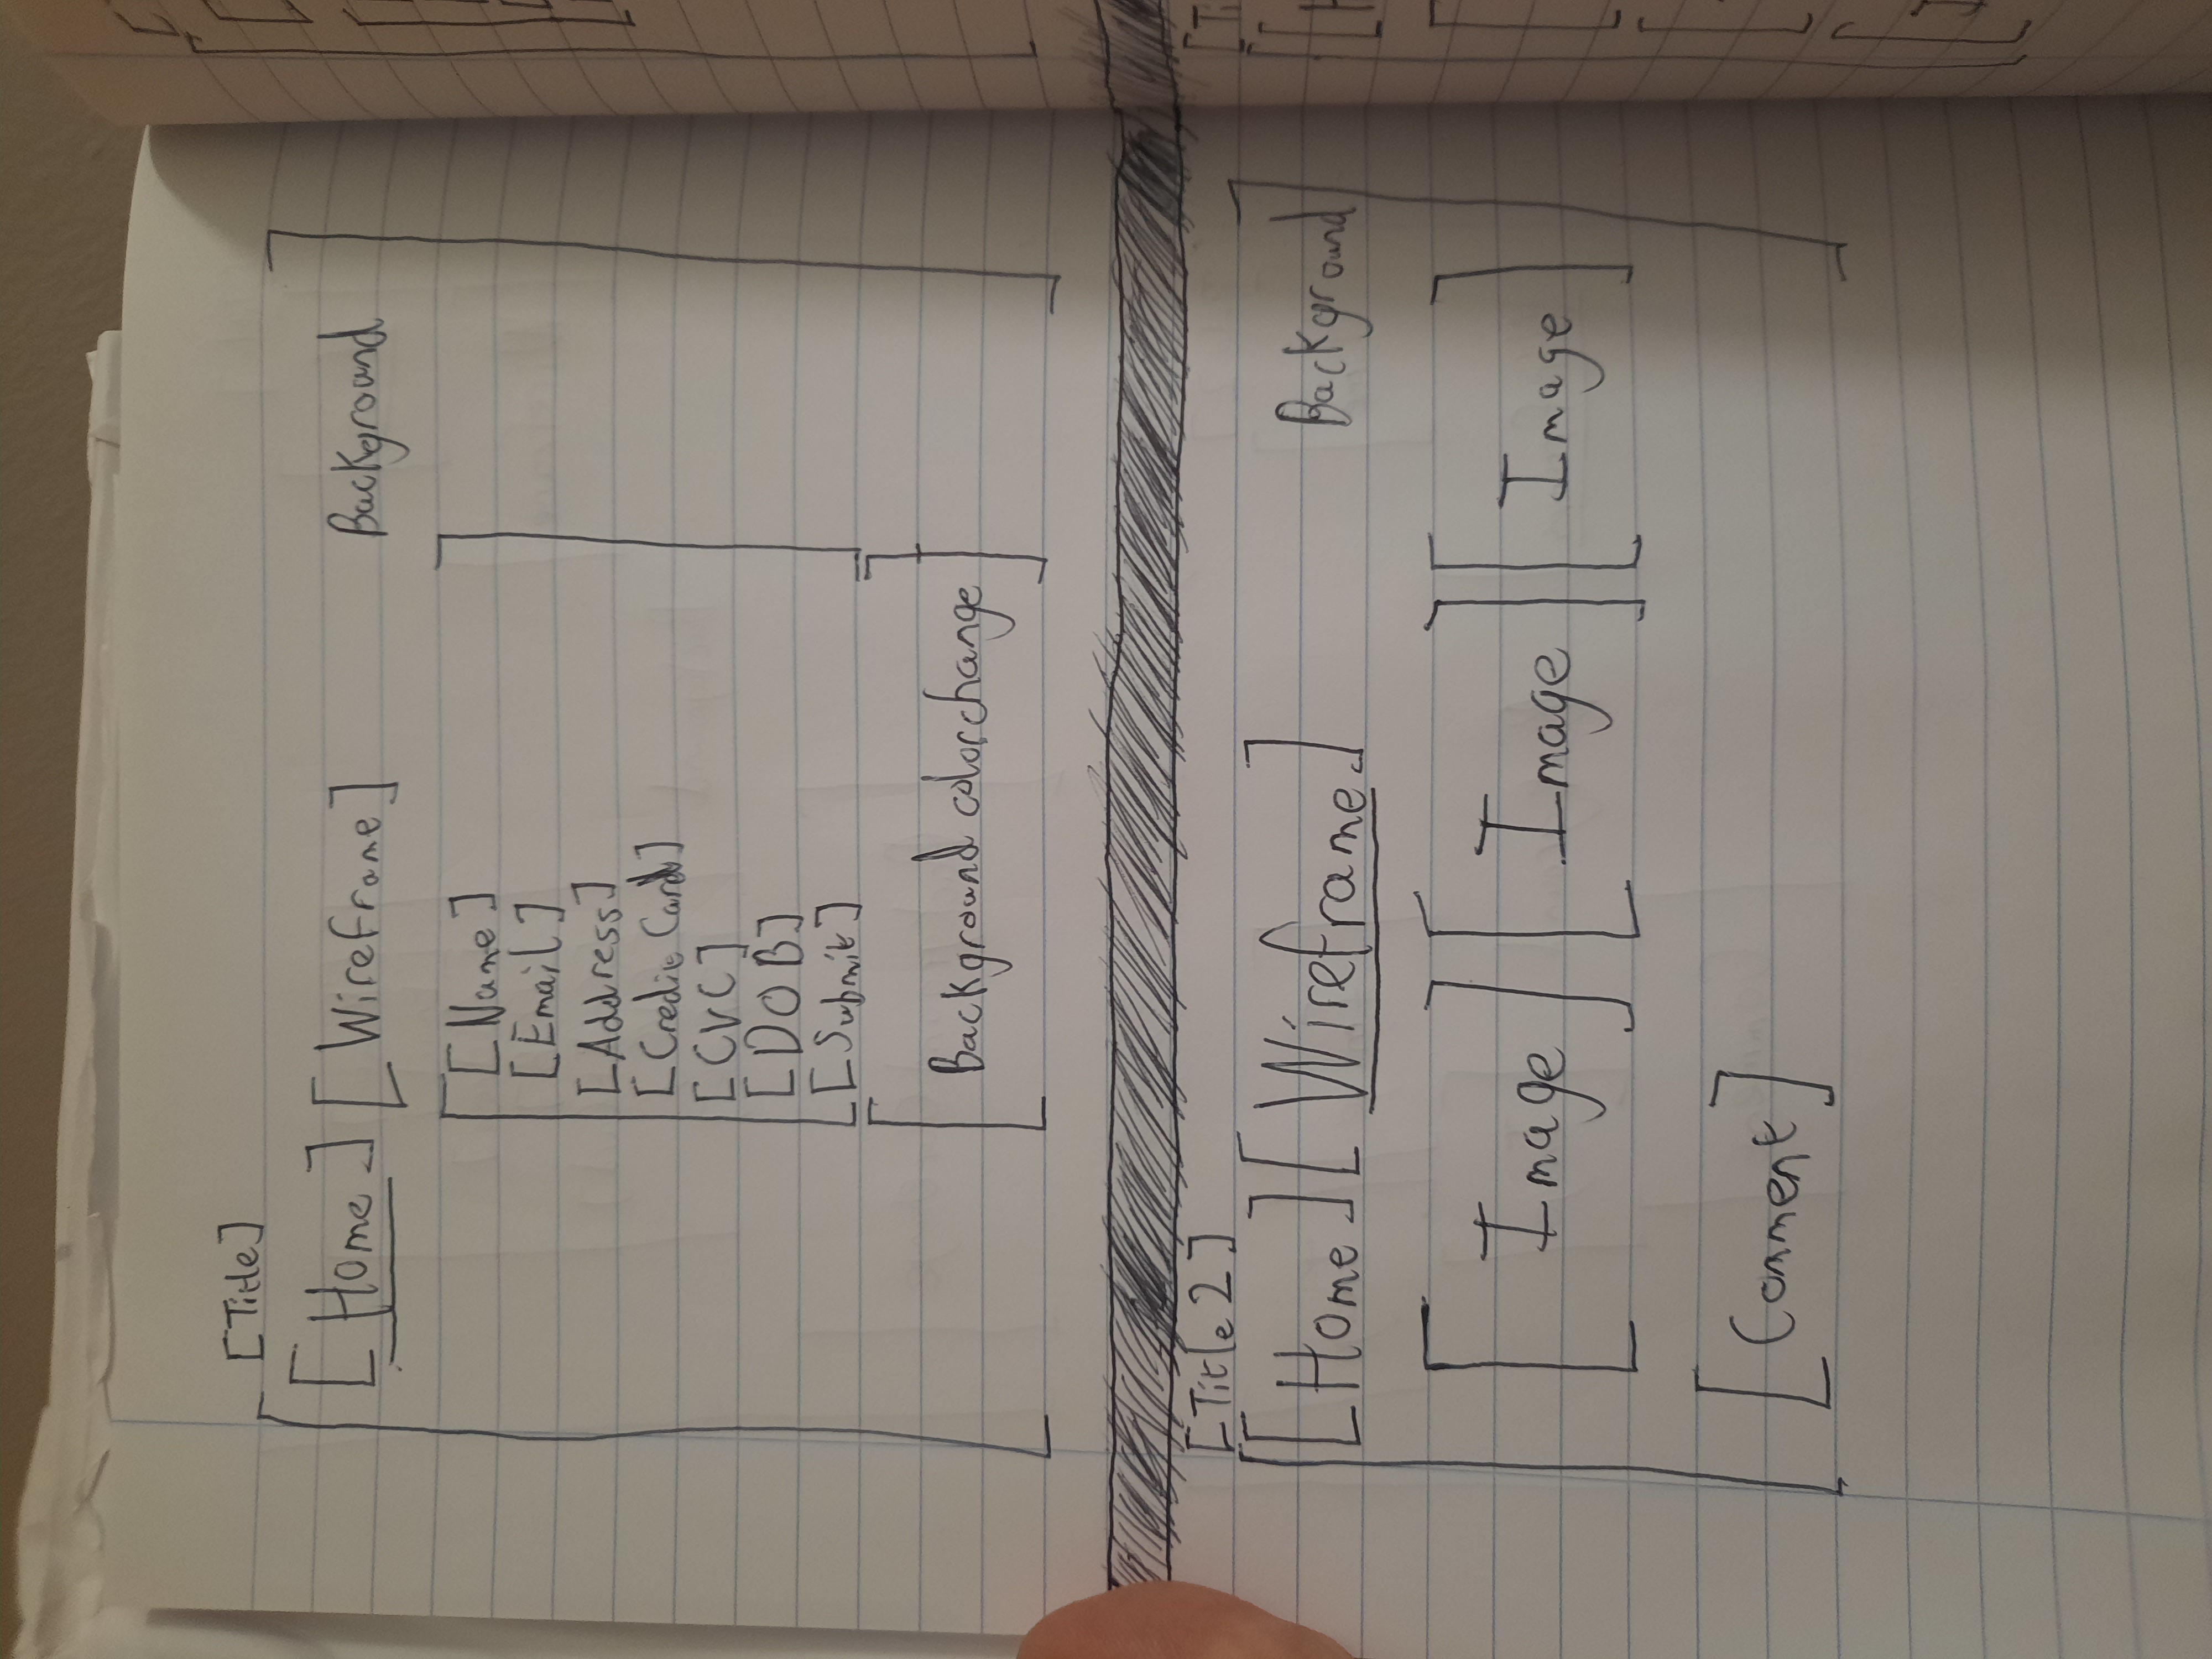 [Title]
[Home] [Wireframe] Background
[Name]
[Email]
[Address]
[Credit Card]
[CVC]
[DOB]
[Submit]
[Background colorchange]
[Title 2]
[Home] [Wireframe] Background
[Image] [Image] [Image]
[Comment]